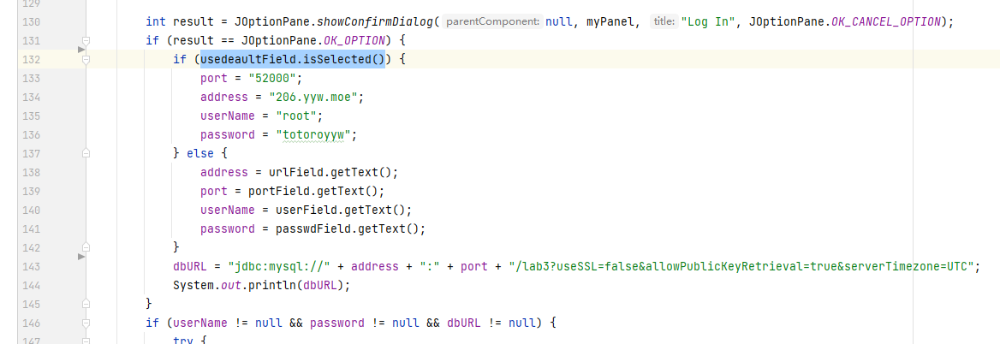 129
130 int result = JOptionPane.showConfirmDialog( parentComponent: null, myPanel, title: "Log In", JOptionPane.OK_CANCEL_OPTION);
131 if (result == JOptionPane.OK_OPTION) {
132 if (usedeaultField.isSelected()) {
133 port = "52000";
134 address = "206.yyw.moe";
135 userName = "root";
136 password = "totoroyyw";
137 } else {
138 address = urlField.getText();
139 port = portField.getText();
140 userName = userField.getText();
141 password = passwdField.getText();
142 }
143 dbURL = "jdbc:mysql://" + address + ":" + port + "/lab3?useSSL=false&allowPublicKeyRetrieval=true&serverTimezone=UTC";
144 System.out.println(dbURL);
145 }
146 if (userName != null && password != null && dbURL != null) {
147 try {